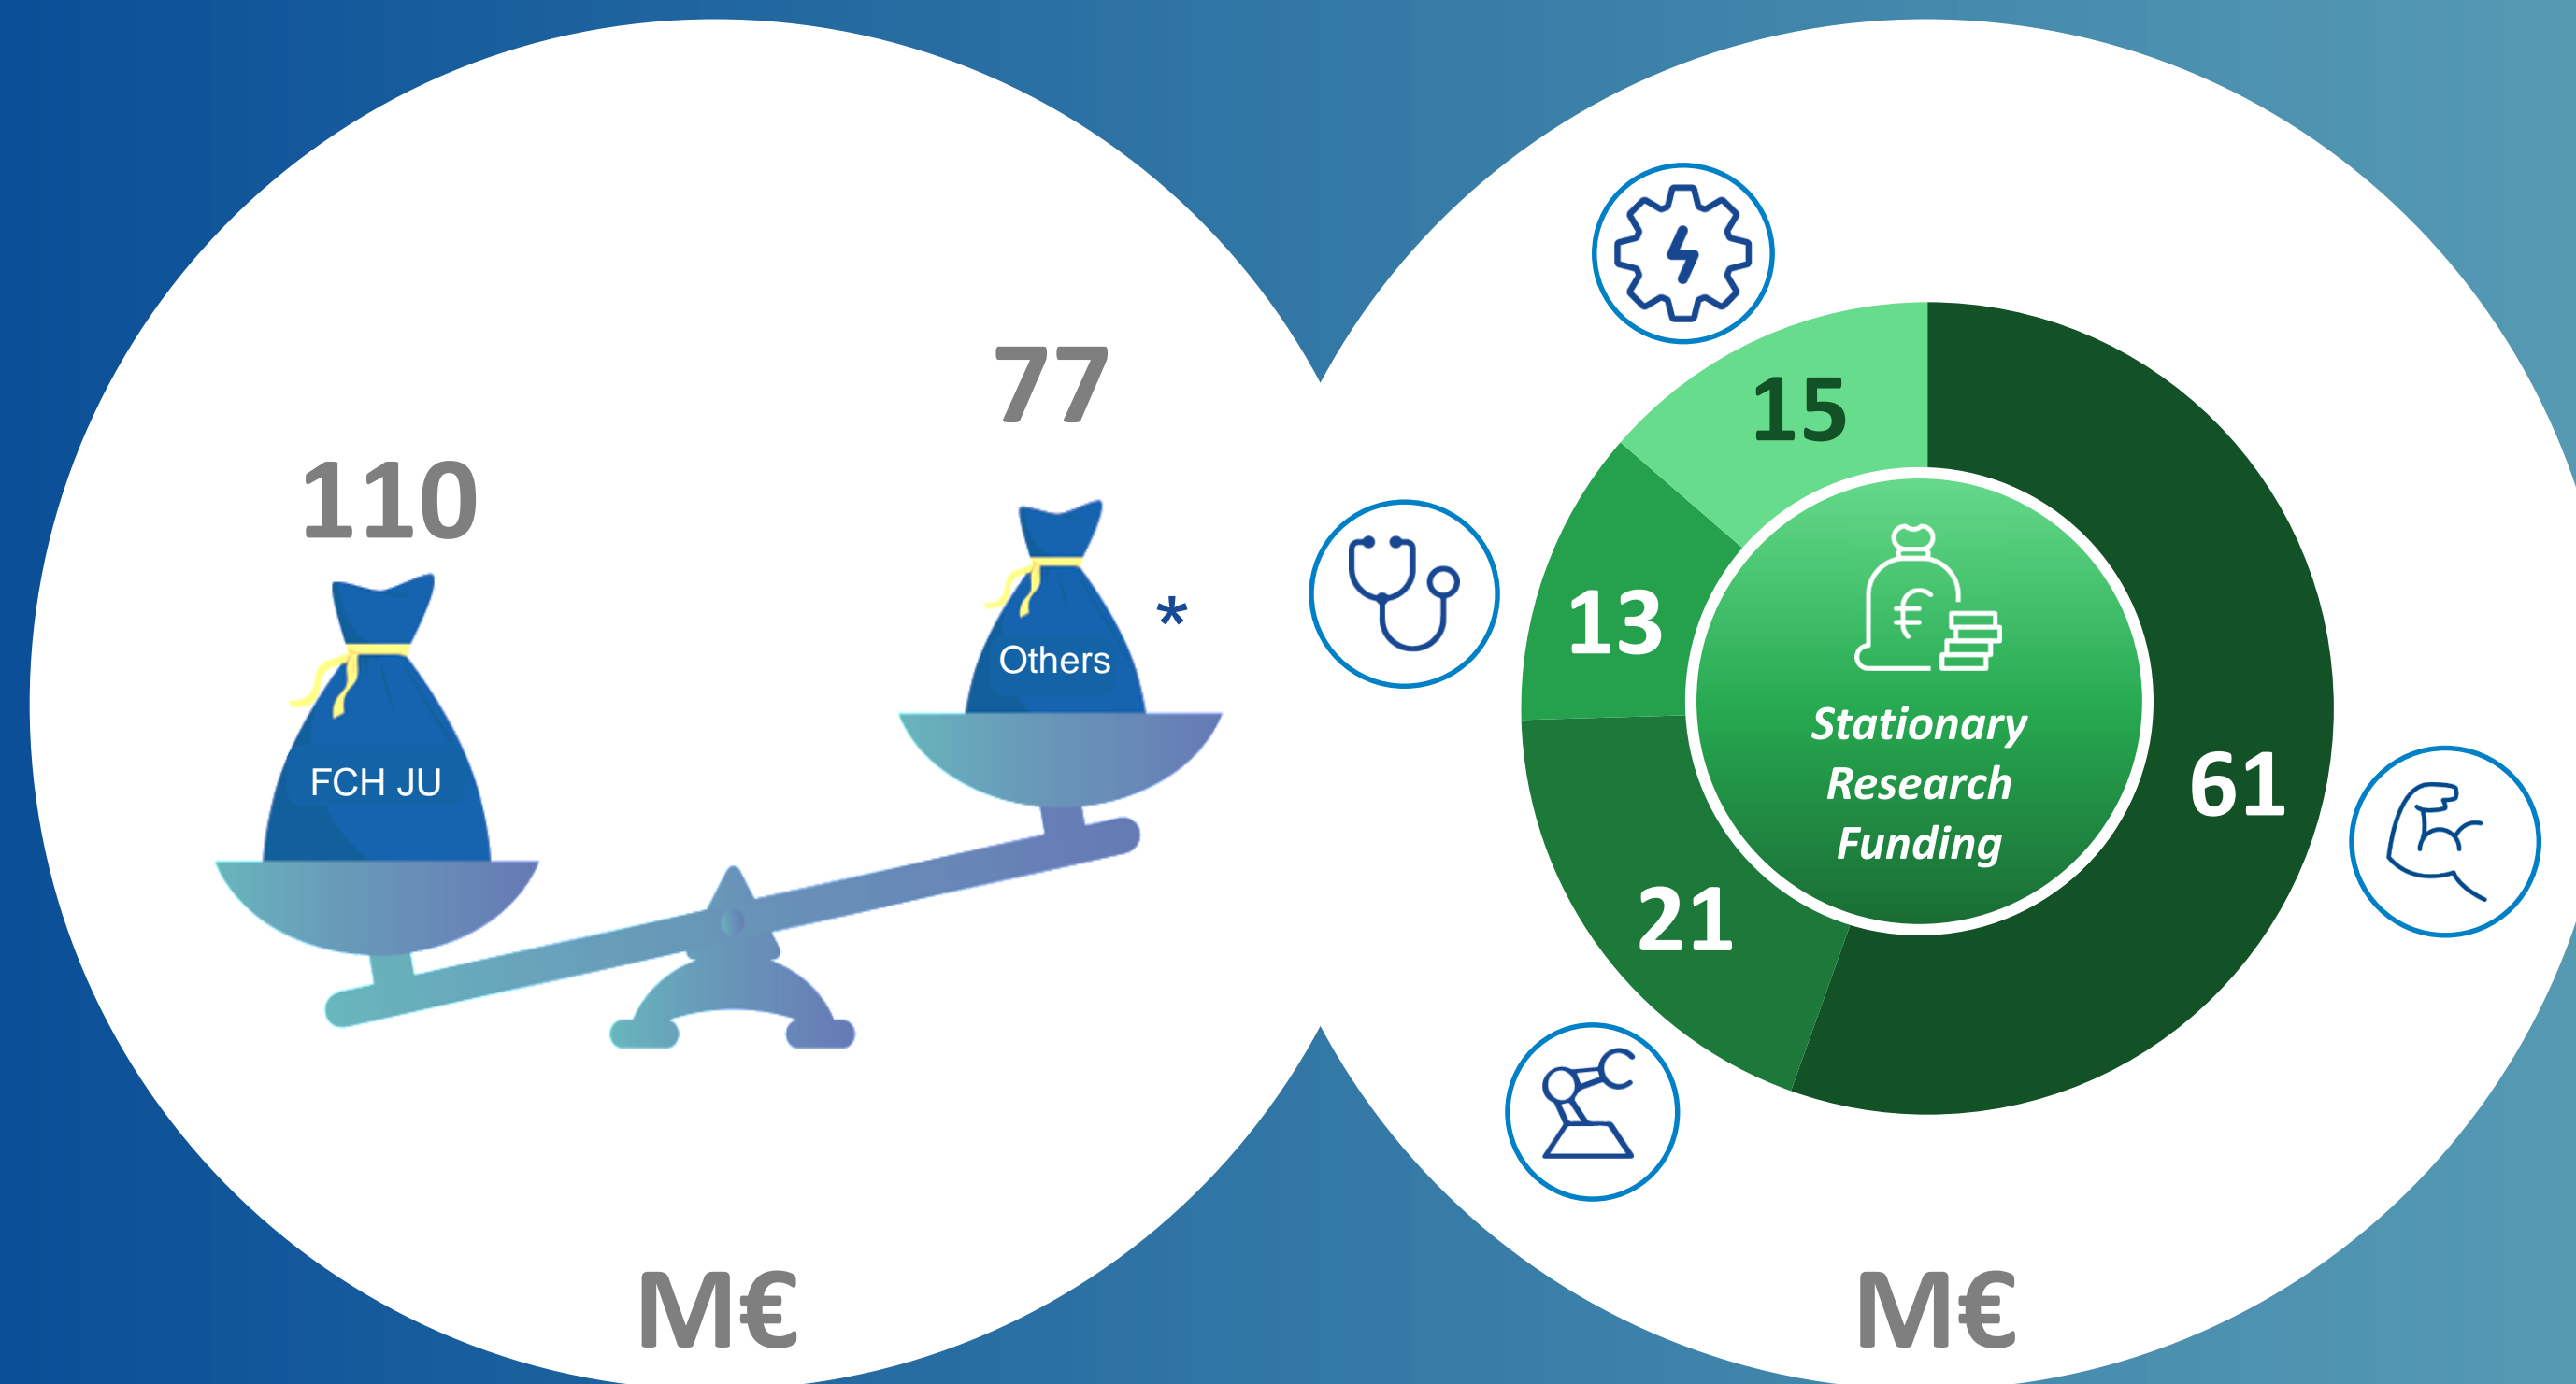 110
77
FCH JU
Others
*
M€
15
13
21
61
Stationary
Research
Funding
M€